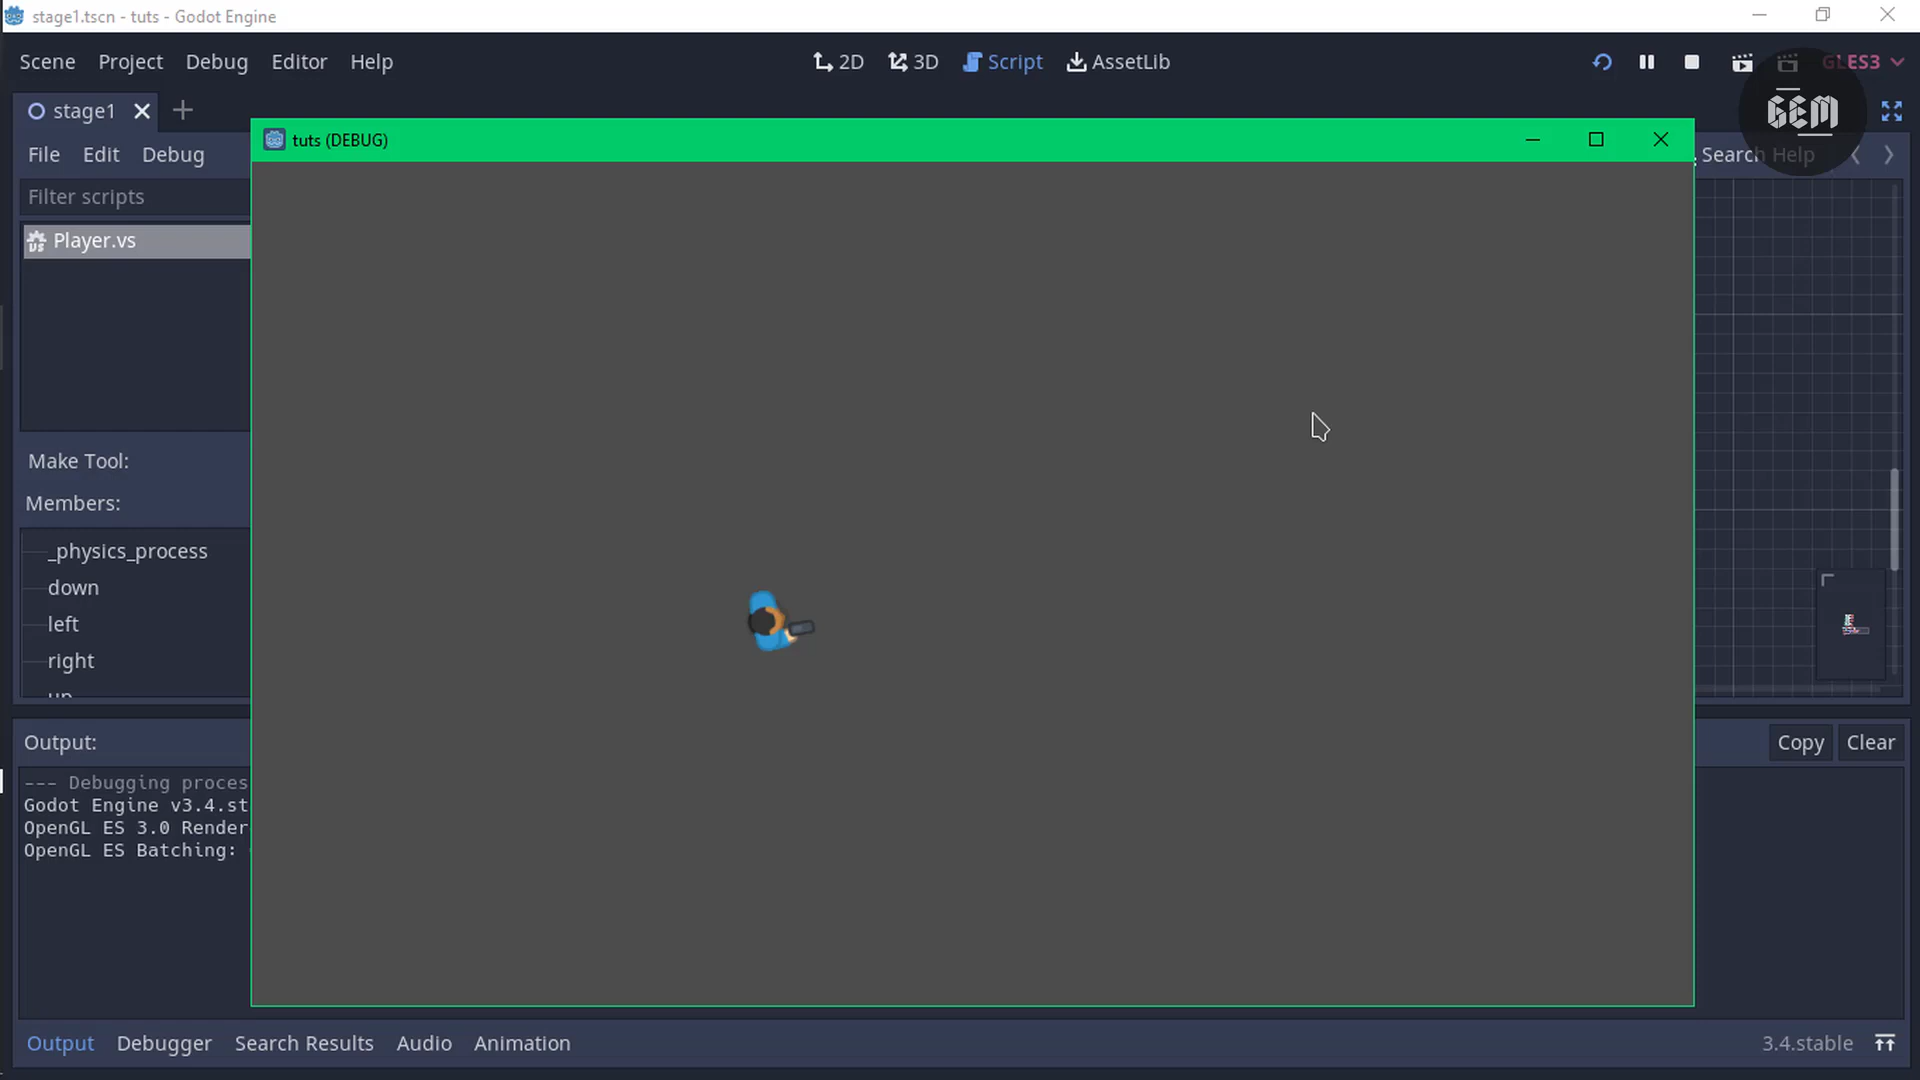 stage1.tscn - tuts - Godot Engine
Scene Project Debug Editor Help
2D 3D Script AssetLib
GLES3
stage1
GEM
tuts (DEBUG)
File Edit Debug
Search Help
Filter scripts
Player.vs
Make Tool:
Members:
_physics_process
down
left
right
up
Output:
Copy Clear
--- Debugging proces
Godot Engine v3.4.st
OpenGL ES 3.0 Render
OpenGL ES Batching:
Output Debugger Search Results Audio Animation
3.4.stable